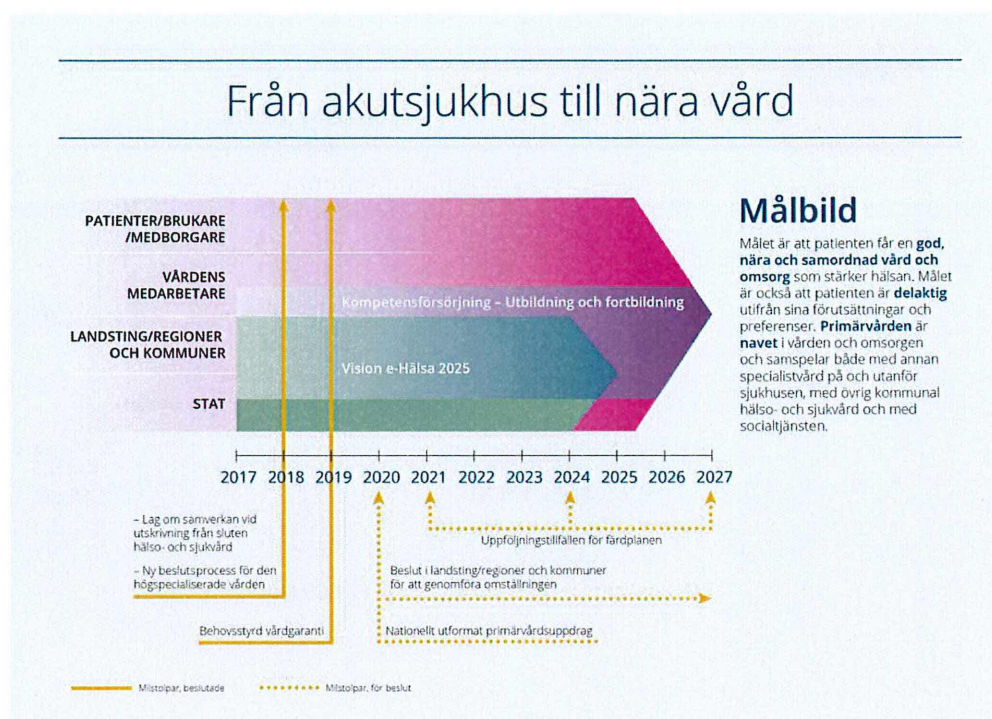 Från akutsjukhus till nära vård
PATIENTER/BRUKARE
/MEDBORGARE
VÅRDENS
MEDARBETARE
LANDSTING/REGIONER
OCH KOMMUNER
STAT
Kompetensförsörjning – Utbildning och fortbildning
Vision e-Hälsa 2025
Målbild
Målet är att patienten får en god,
nära och samordnad vård och
omsorg som stärker hälsan. Målet
är också att patienten är delaktig
utifrån sina förutsättningar och
preferenser. Primärvården är
navet i vården och omsorgen
och samspelar både med annan
specialistvård på och utanför
sjukhusen, med övrig kommunal
hälso- och sjukvård och med
socialtjänsten.
2017 2018 2019 2020 2021 2022 2023 2024 2025 2026 2027
– Lag om samverkan vid
utskrivning från sluten
hälso- och sjukvård
– Ny beslutsprocess för den
högspecialiserade vården
Behovsstyrd vårdgaranti
Uppföljningstillfällen för färdplanen
Beslut i landsting/regioner och kommuner
för att genomföra omställningen
Nationellt utformat primärvårdsuppdrag
Milstolpar, beslutade
Milstolpar, för beslut